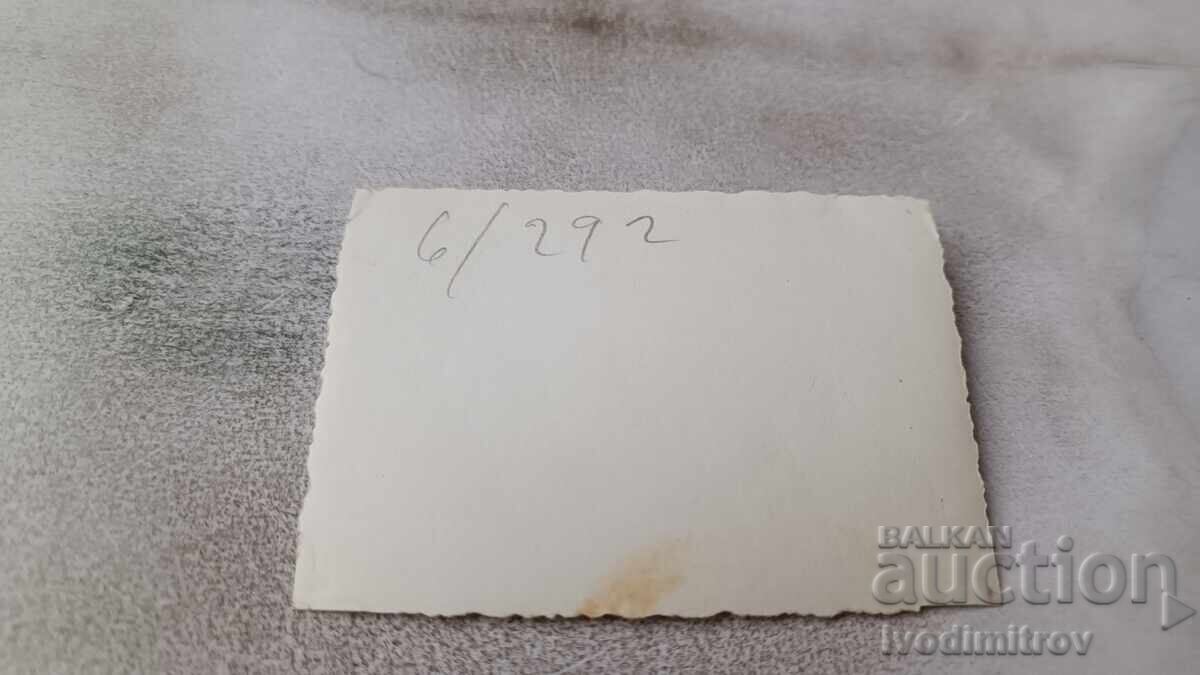 6/292
BALKAN
auction
ivodimitrov